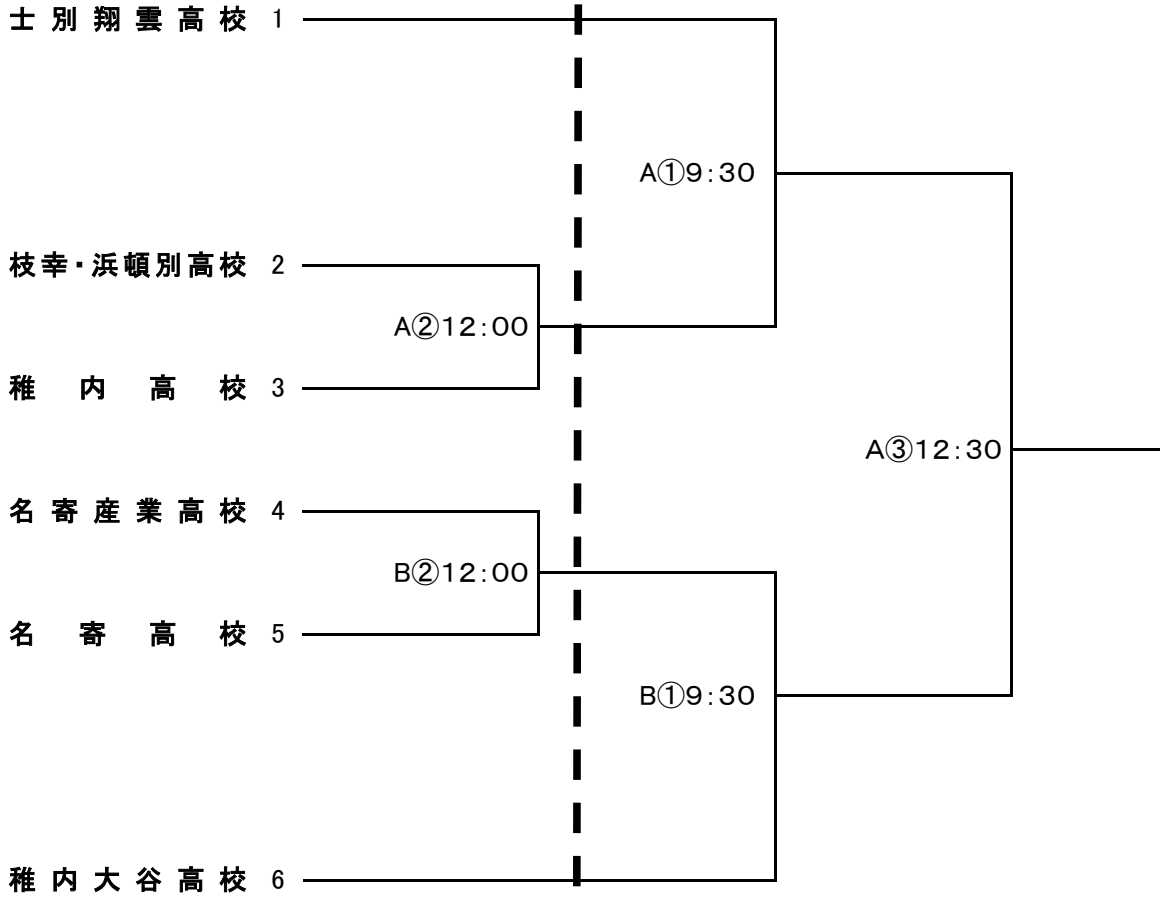 士別翔雲高校 1
A①9:30
枝幸・浜頓別高校 2
A②12:00
稚内高校 3
A③12:30
名寄産業高校 4
B②12:00
名寄高校 5
B①9:30
稚内大谷高校 6